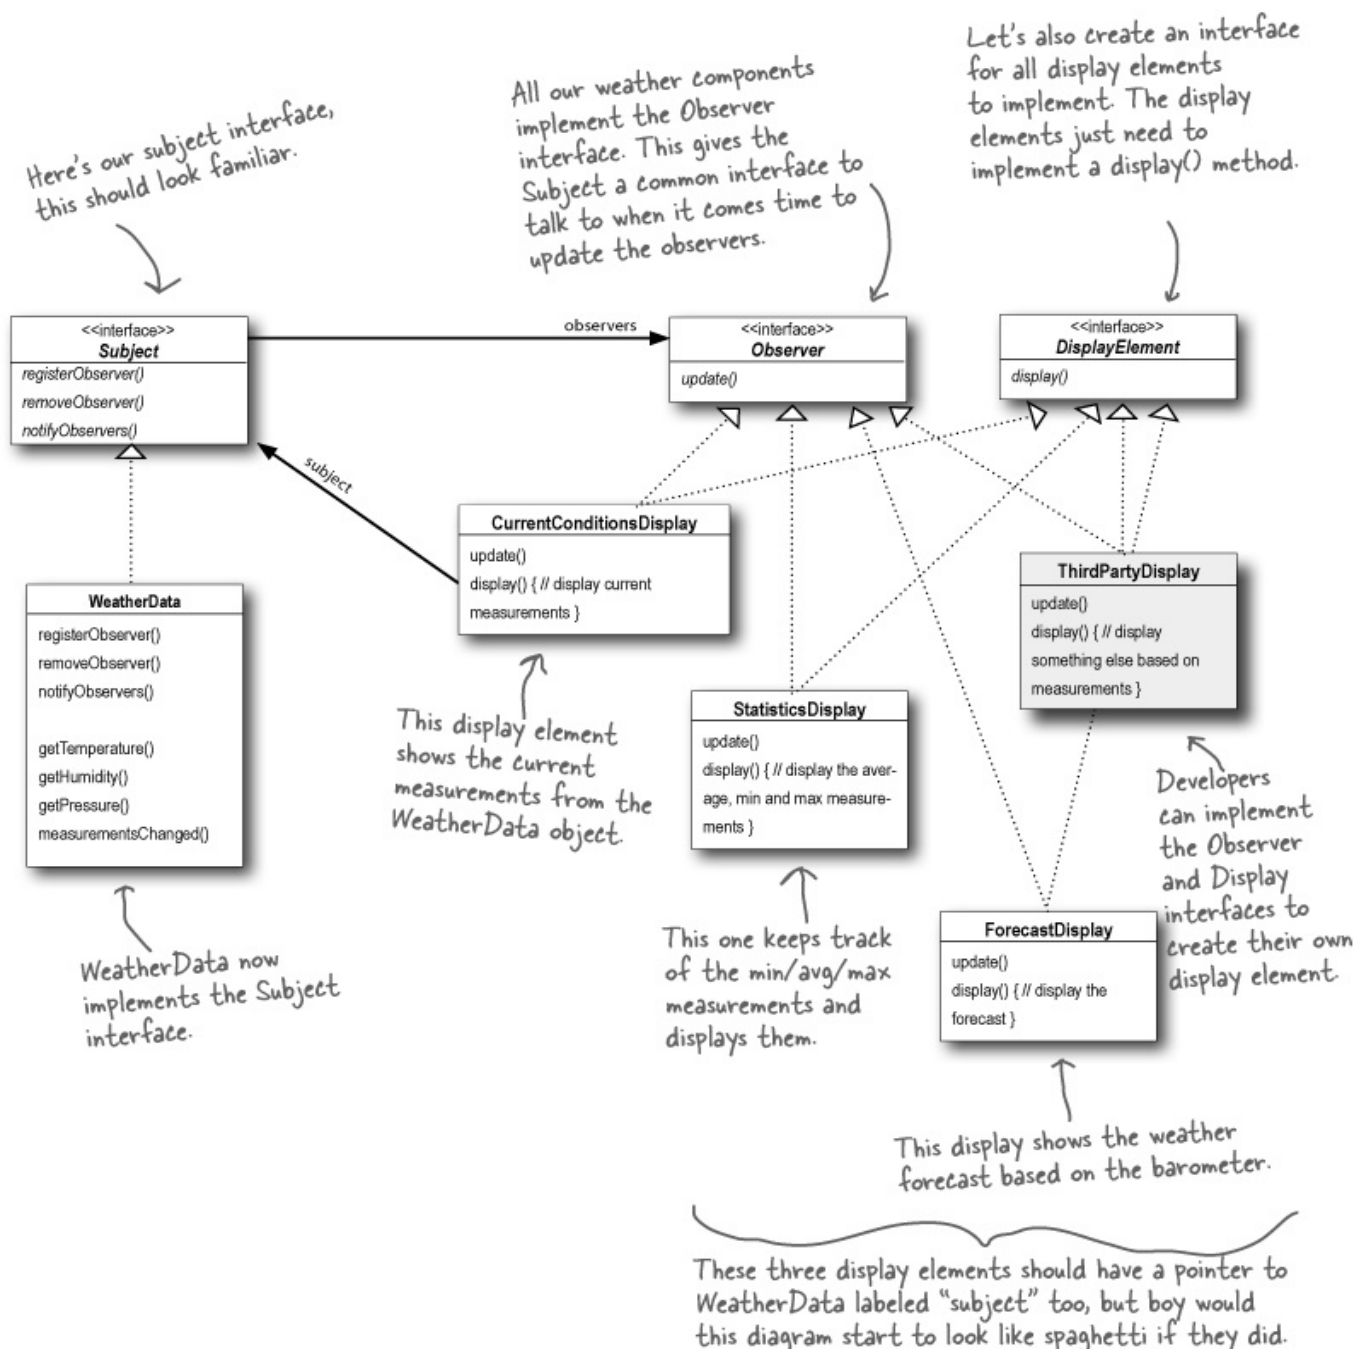 Here's our subject interface,
this should look familiar.
All our weather components
implement the Observer
interface. This gives the
Subject a common interface to
talk to when it comes time to
update the observers.
Let's also create an interface
for all display elements
to implement. The display
elements just need to
implement a display() method.
<<interface>>
Subject
registerObserver()
removeObserver()
notifyObservers()
observers
<<interface>>
Observer
update()
<<interface>>
DisplayElement
display()
subject
CurrentConditionsDisplay
update()
display() { // display current
measurements }
WeatherData
registerObserver()
removeObserver()
notifyObservers()
getTemperature()
getHumidity()
getPressure()
measurementsChanged()
ThirdPartyDisplay
update()
display() { // display
something else based on
measurements }
This display element
shows the current
measurements from the
WeatherData object.
StatisticsDisplay
update()
display() { // display the aver-
age, min and max measure-
ments }
Developers
can implement
the Observer
and Display
interfaces to
create their own
display element.
WeatherData now
implements the Subject
interface.
This one keeps track
of the min/avg/max
measurements and
displays them.
ForecastDisplay
update()
display() { // display the
forecast }
This display shows the weather
forecast based on the barometer.
These three display elements should have a pointer to
WeatherData labeled "subject" too, but boy would
this diagram start to look like spaghetti if they did.